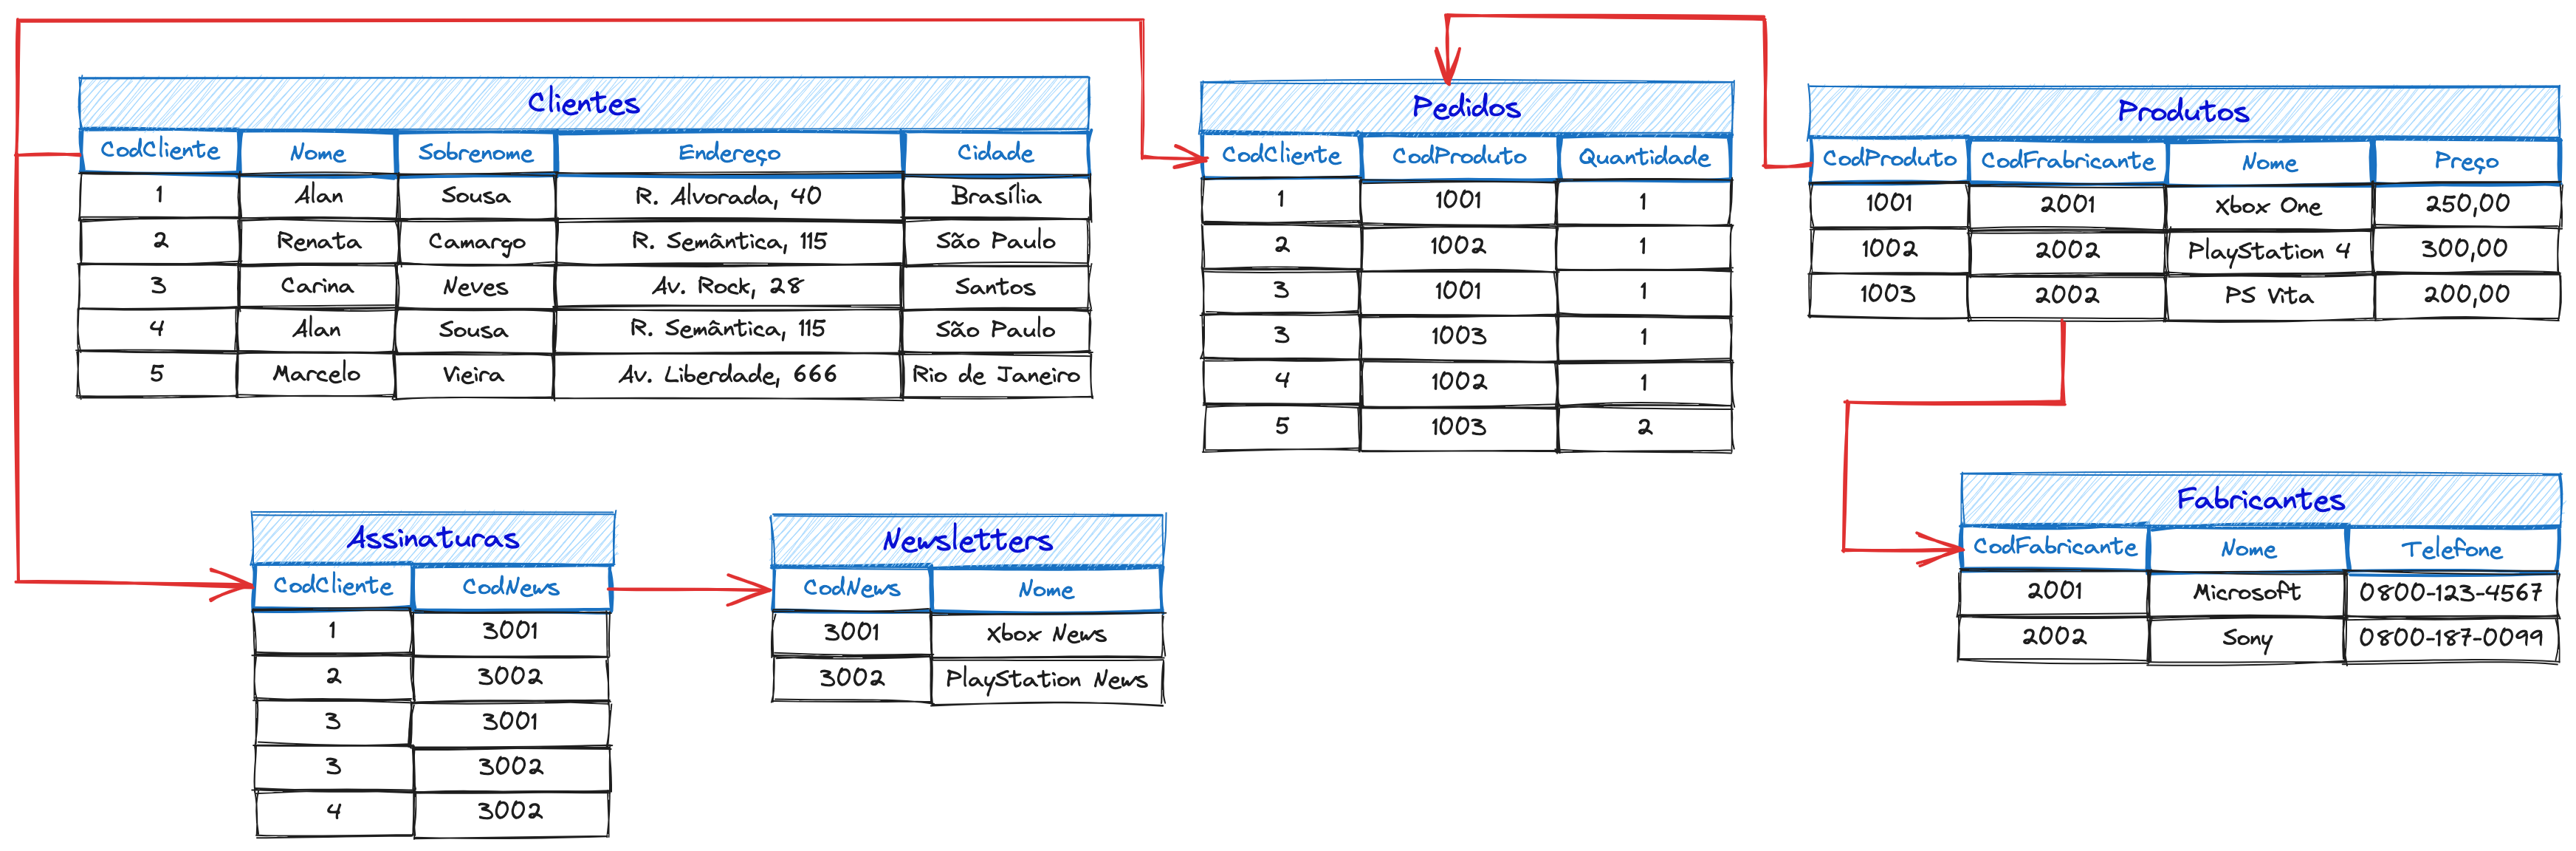 Clientes
CodCliente Nome Sobrenome Endereço Cidade
1 Alan Sousa R. Alvorada, 40 Brasília
2 Renata Camargo R. Semântica, 115 São Paulo
3 Carina Neves Av. Rock, 28 Santos
4 Alan Sousa R. Semântica, 115 São Paulo
5 Marcelo Vieira Av. Liberdade, 666 Rio de Janeiro
Pedidos
CodCliente CodProduto Quantidade
1 1001 1
2 1002 1
3 1001 1
3 1003 1
4 1002 1
5 1003 2
Produtos
CodProduto CodFrabricante Nome Preço
1001 2001 Xbox One 250,00
1002 2002 PlayStation 4 300,00
1003 2002 PS Vita 200,00
Assinaturas
CodCliente CodNews
1 3001
2 3002
3 3001
3 3002
4 3002
Newsletters
CodNews Nome
3001 Xbox News
3002 PlayStation News
Fabricantes
CodFabricante Nome Telefone
2001 Microsoft 0800-123-4567
2002 Sony 0800-187-0099